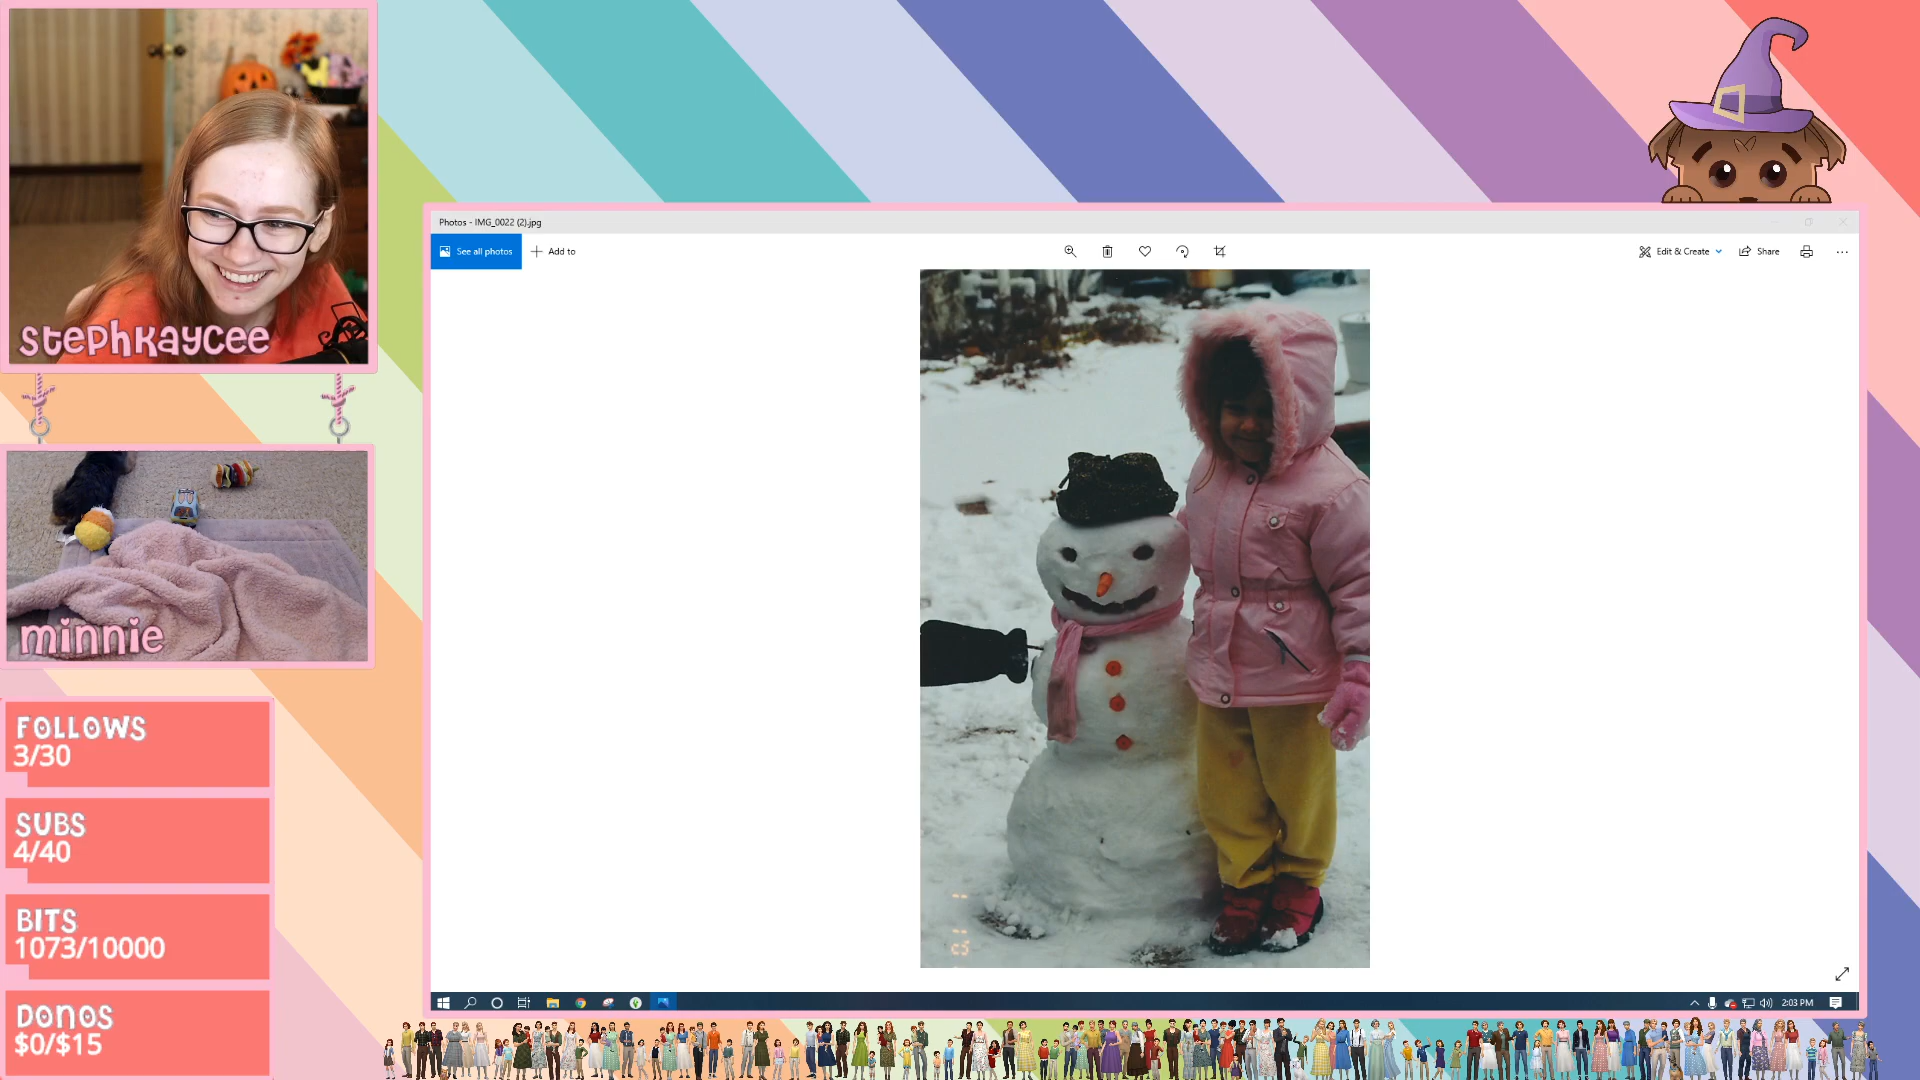 stephkaycee
minnie
FOLLOWS
3/30
SUBS
4/40
BITS
1073/10000
DONOS
$0/$15
Photos - IMG_0022 (2).jpg
See all photos
Add to
Edit & Create
Share
2:03 PM